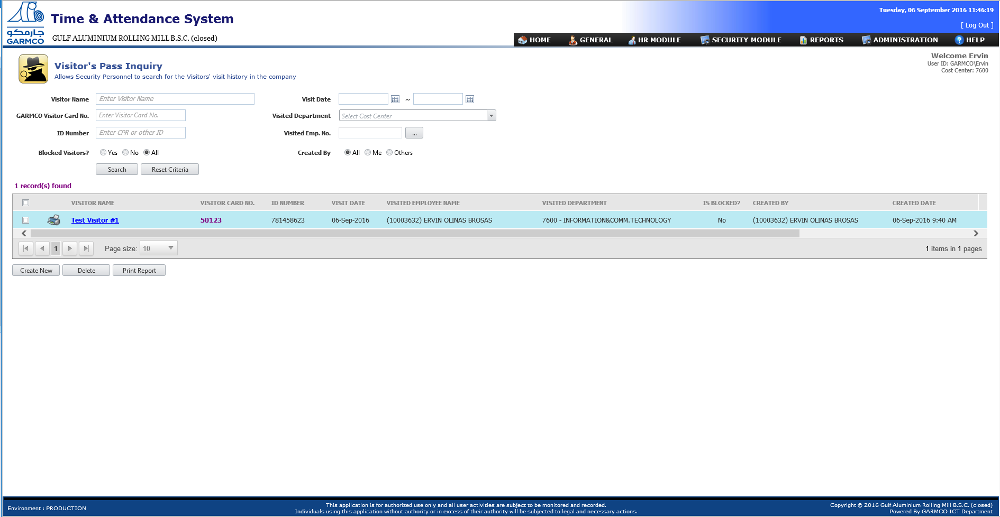 Tuesday, 06 September 2016 11:46:19
Time & Attendance System
[ Log Out ]
جارمكو
GARMCO
GULF ALUMINIUM ROLLING MILL B.S.C. (closed)
HOME GENERAL HR MODULE SECURITY MODULE REPORTS ADMINISTRATION HELP
Welcome Ervin
User ID: GARMCO\Ervin
Cost Center: 7600
Visitor's Pass Inquiry
Allows Security Personnel to search for the Visitors' visit history in the company
Visitor Name Enter Visitor Name Visit Date ~
GARMCO Visitor Card No. Enter Visitor Card No. Visited Department Select Cost Center
ID Number Enter CPR or other ID Visited Emp. No. ...
Blocked Visitors? Yes No All Created By All Me Others
Search Reset Criteria
1 record(s) found
VISITOR NAME VISITOR CARD NO. ID NUMBER VISIT DATE VISITED EMPLOYEE NAME VISITED DEPARTMENT IS BLOCKED? CREATED BY CREATED DATE
Test Visitor #1 50123 781458623 06-Sep-2016 (10003632) ERVIN OLINAS BROSAS 7600 - INFORMATION&COMM.TECHNOLOGY No (10003632) ERVIN OLINAS BROSAS 06-Sep-2016 9:40 AM
1 Page size: 10 1 items in 1 pages
Create New Delete Print Report
Environment : PRODUCTION
This application is for authorized use only and all user activities are subject to be monitored and recorded.
Individuals using this application without authority or in excess of their authority will be subjected to legal and necessary actions.
Copyright © 2016 Gulf Aluminium Rolling Mill B.S.C. (closed)
Powered By GARMCO ICT Department